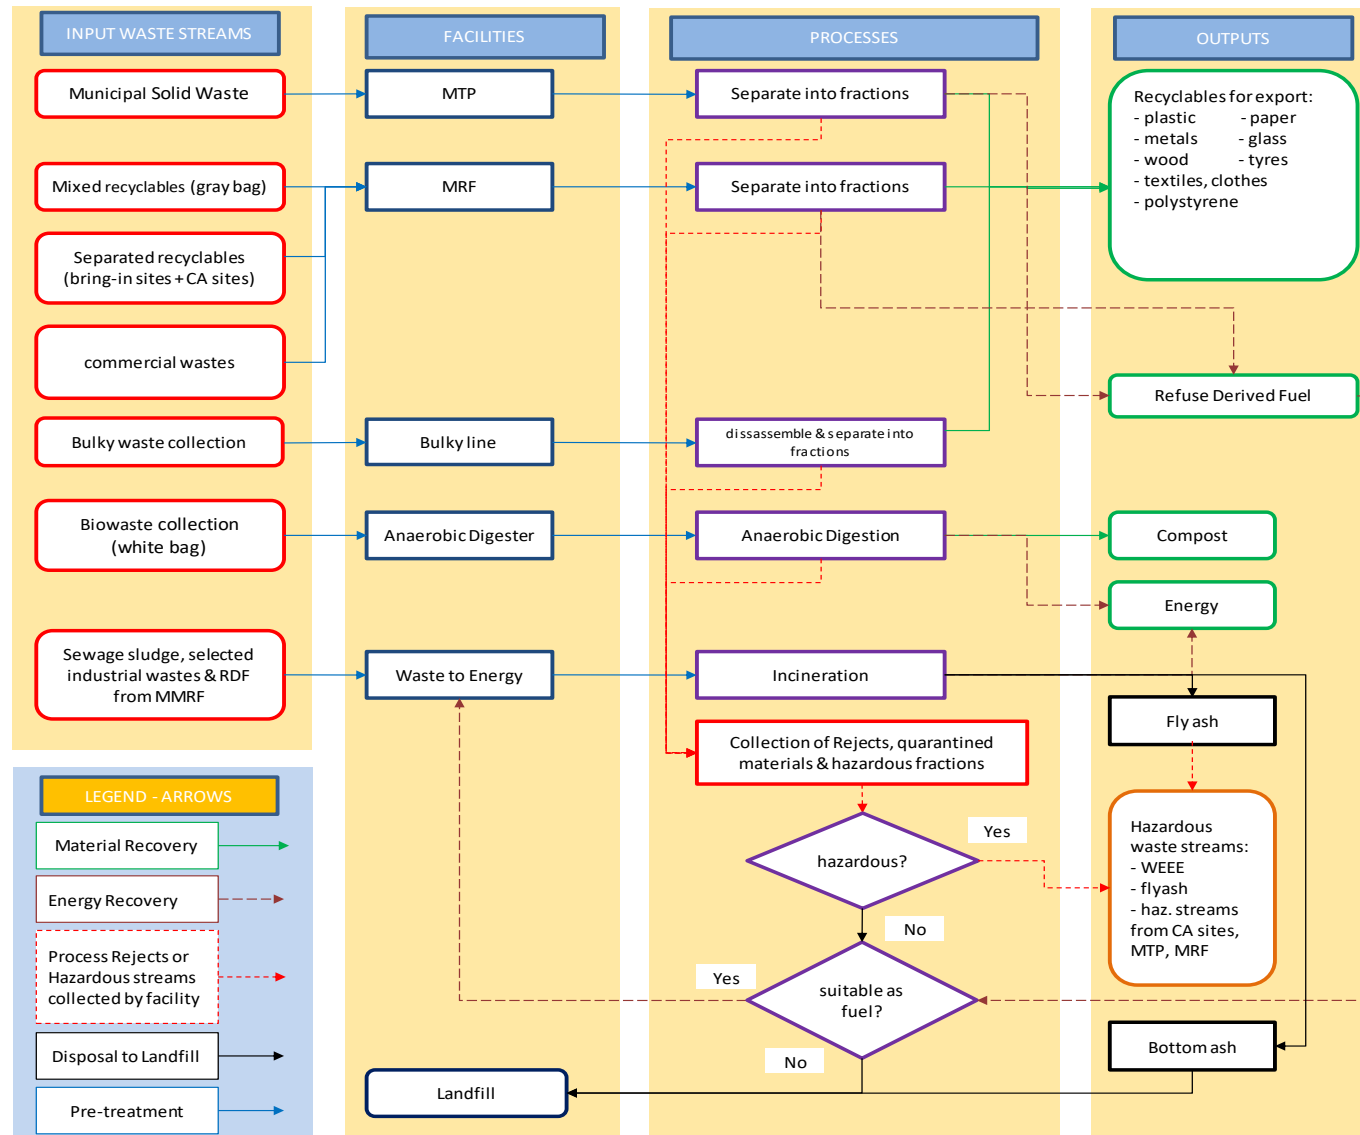 INPUT WASTE STREAMS
FACILITIES
PROCESSES
OUTPUTS
Municipal Solid Waste
MTP
Separate into fractions
Recyclables for export:
- plastic - paper
- metals - glass
- wood - tyres
- textiles, clothes
- polystyrene
Mixed recyclables (gray bag)
MRF
Separate into fractions
Separated recyclables
(bring-in sites + CA sites)
commercial wastes
Refuse Derived Fuel
Bulky waste collection
Bulky line
dissassemble & separate into
fractions
Biowaste collection
(white bag)
Anaerobic Digester
Anaerobic Digestion
Compost
Energy
Sewage sludge, selected
industrial wastes & RDF
from MMRF
Waste to Energy
Incineration
Fly ash
Collection of Rejects, quarantined
materials & hazardous fractions
hazardous?
Yes
No
Hazardous
waste streams:
- WEEE
- flyash
- haz. streams
from CA sites,
MTP, MRF
suitable as
fuel?
Yes
No
Bottom ash
Landfill
LEGEND - ARROWS
Material Recovery
Energy Recovery
Process Rejects or
Hazardous streams
collected by facility
Disposal to Landfill
Pre-treatment